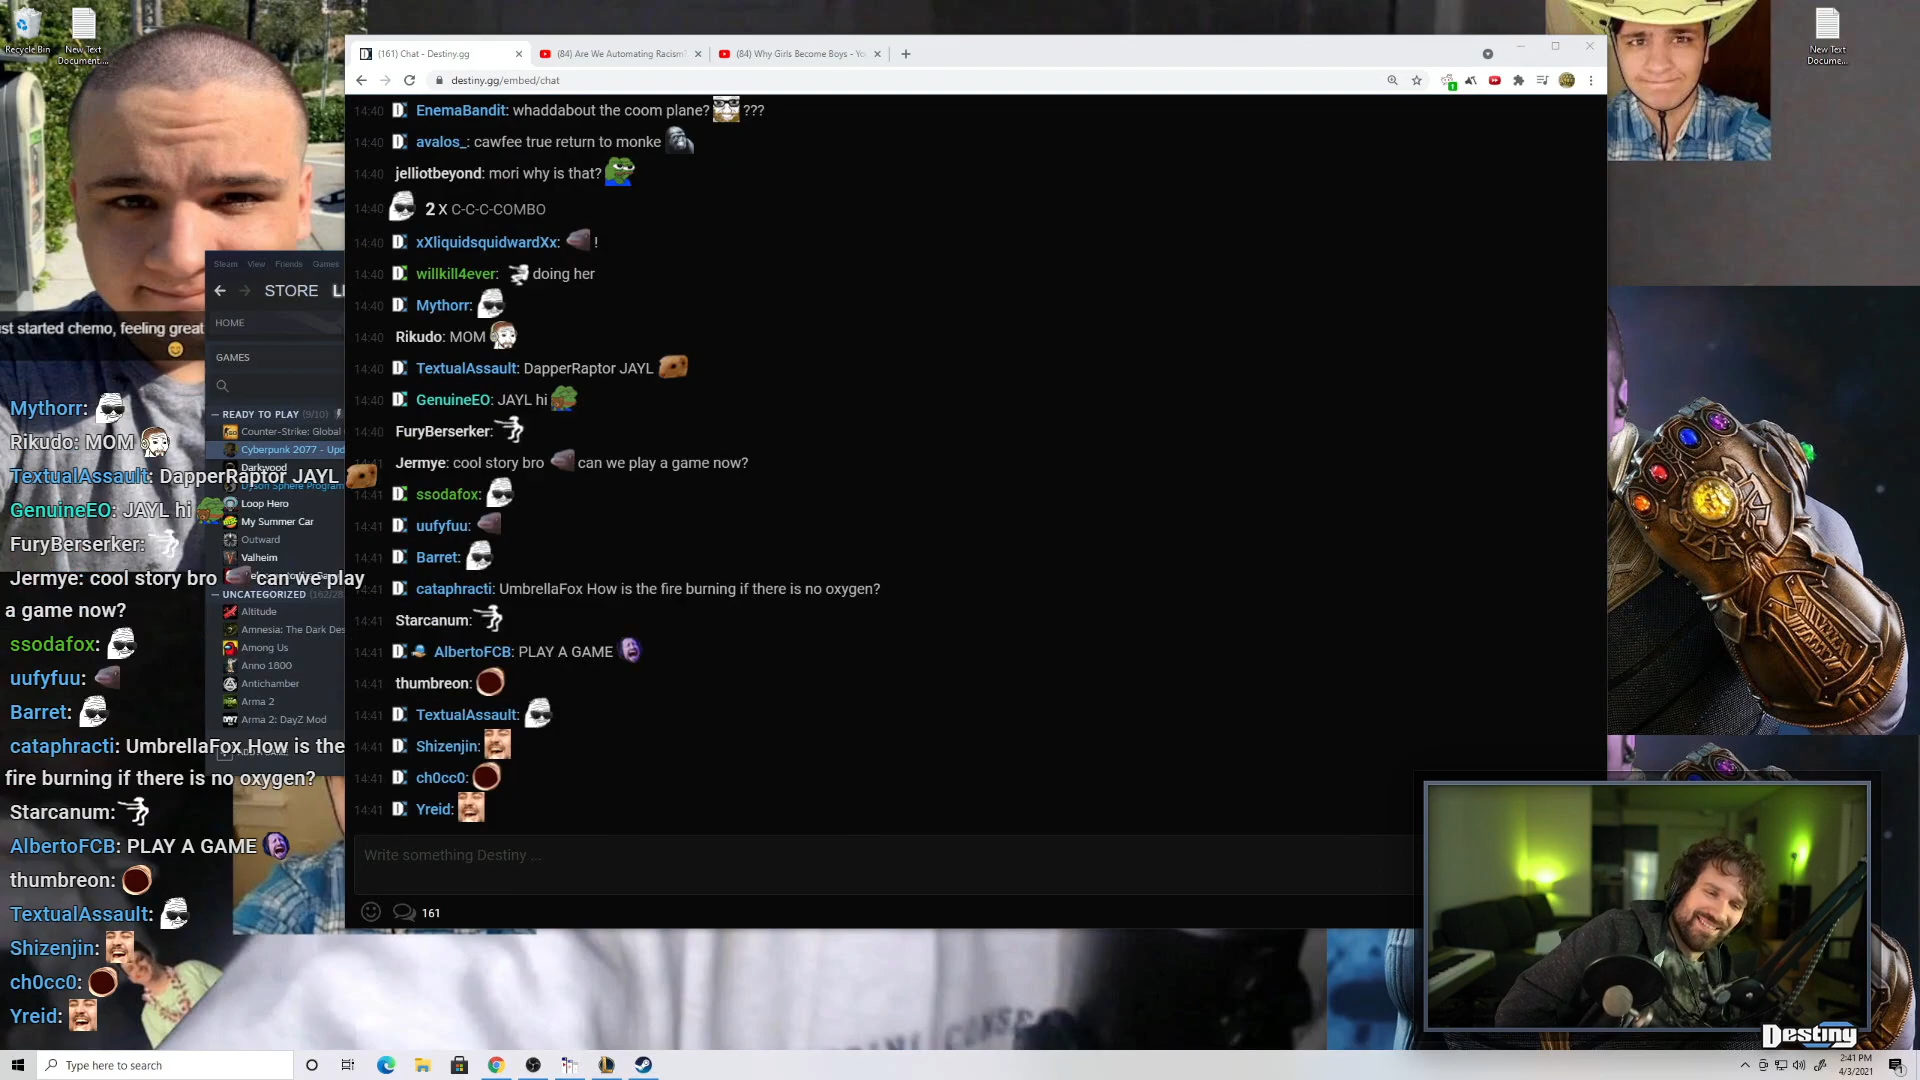 Recycle Bin
New Text
Document...
New Text
Docume...
(161) Chat - Destiny.gg
(84) Are We Automating Racism?
(84) Why Girls Become Boys - Yo
destiny.gg/embed/chat
14:40 EnemaBandit: whaddabout the coom plane? ???
14:40 avalos_: cawfee true return to monke
14:40 jelliotbeyond: mori why is that?
14:40 2 X C-C-C-COMBO
14:40 xXliquidsquidwardXx: !
14:40 willkill4ever: doing her
14:40 Mythorr:
14:40 Rikudo: MOM
14:40 TextualAssault: DapperRaptor JAYL
14:40 GenuineEO: JAYL hi
14:40 FuryBerserker:
Jermye: cool story bro can we play a game now?
14:41 ssodafox:
14:41 uufyfuu:
14:41 Barret:
14:41 cataphracti: UmbrellaFox How is the fire burning if there is no oxygen?
14:41 Starcanum:
14:41 AlbertoFCB: PLAY A GAME
14:41 thumbreon:
14:41 TextualAssault:
14:41 Shizenjin:
14:41 ch0cc0:
14:41 Yreid:
Write something Destiny ...
161
Steam View Friends Games
STORE LI
HOME
GAMES
READY TO PLAY (9/10)
Counter-Strike: Global
Cyberpunk 2077 - Upd
Darkwood
Dyson Sphere Program
Loop Hero
My Summer Car
Outward
Valheim
UNCATEGORIZED
Altitude
Amnesia: The Dark Des
Among Us
Anno 1800
Antichamber
Arma 2
Arma 2: DayZ Mod
st started chemo, feeling great
Mythorr:
Rikudo: MOM
TextualAssault: DapperRaptor JAYL
GenuineEO: JAYL hi
FuryBerserker:
Jermye: cool story bro can we play
a game now?
ssodafox:
uufyfuu:
Barret:
cataphracti: UmbrellaFox How is the
fire burning if there is no oxygen?
Starcanum:
AlbertoFCB: PLAY A GAME
thumbreon:
TextualAssault:
Shizenjin:
ch0cc0:
Yreid:
Destiny
Type here to search
2:41 PM
4/3/2021